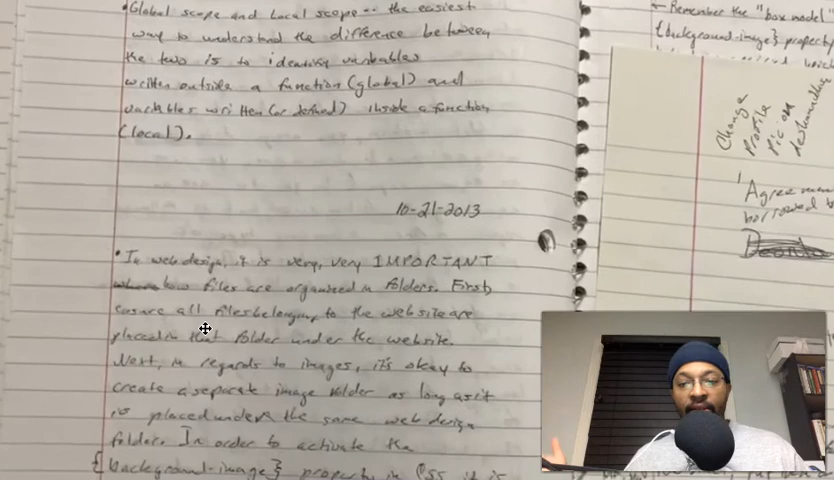 •Global scope and Local scope -- the easiest
way to understand the difference between
the two is to identify variables
written outside a function (global) and
variables written (or defined) inside a function
(local).
10-21-2013
•In web design, it is very, very IMPORTANT
how files are organized in folders. First,
ensure all files belonging to the website are
placed in that folder under the website.
Next, in regards to images, it's okay to
create a separate image folder as long as it
is placed under the same web design
folder. In order to activate the
{background-image} property in CSS it is
← Remember the "box model"
{background-image} property
Change
Profile
Pic on
Agreement
borrowed